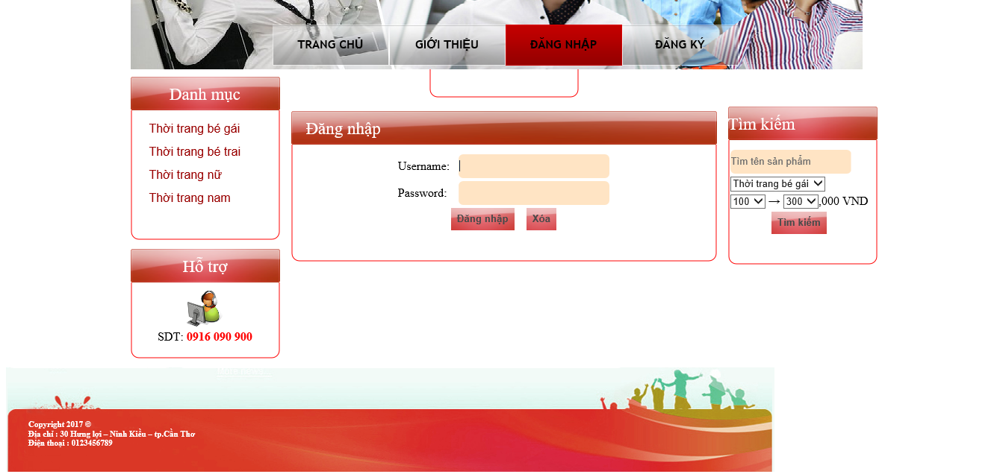 TRANG CHỦ
GIỚI THIỆU
ĐĂNG NHẬP
ĐĂNG KÝ
Danh mục
Thời trang bé gái
Thời trang bé trai
Thời trang nữ
Thời trang nam
Hỗ trợ
SDT: 0916 090 900
Đăng nhập
Username:
Password:
Đăng nhập Xóa
Tìm kiếm
Tìm tên sản phẩm
Thời trang bé gái
100 → 300 ,000 VND
Tìm kiếm
Copyright 2017 ©
Địa chỉ : 30 Hưng lợi – Ninh Kiều – tp.Cần Thơ
Điện thoại : 0123456789